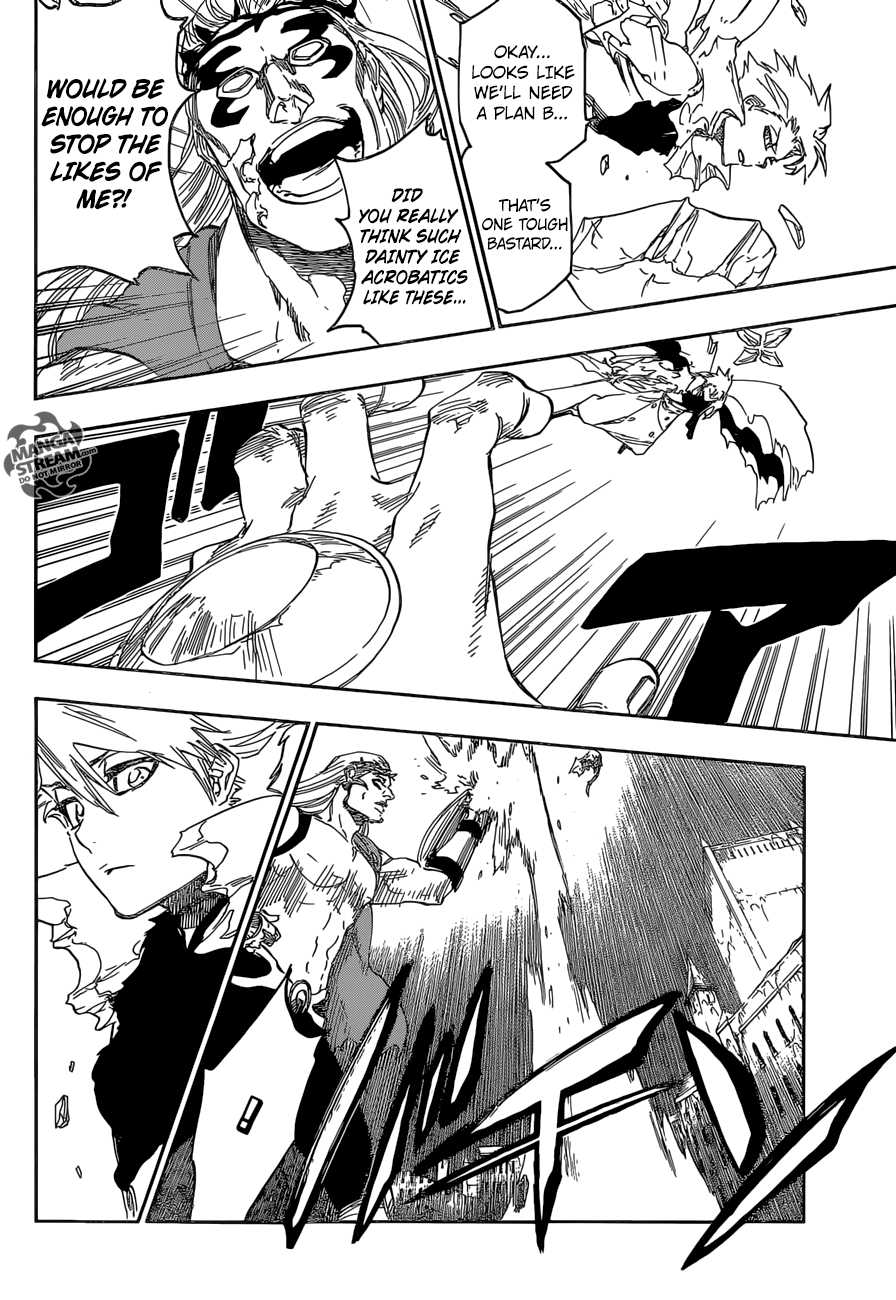 OKAY...
LOOKS LIKE
WE'LL NEED
A PLAN B...
THAT'S
ONE TOUGH
BASTARD...
DID
YOU REALLY
THINK SUCH
DAINTY ICE
ACROBATICS
LIKE THESE...
WOULD BE
ENOUGH TO
STOP THE
LIKES OF
ME?!
MANGA
STREAM.com
DO NOT MIRROR
!